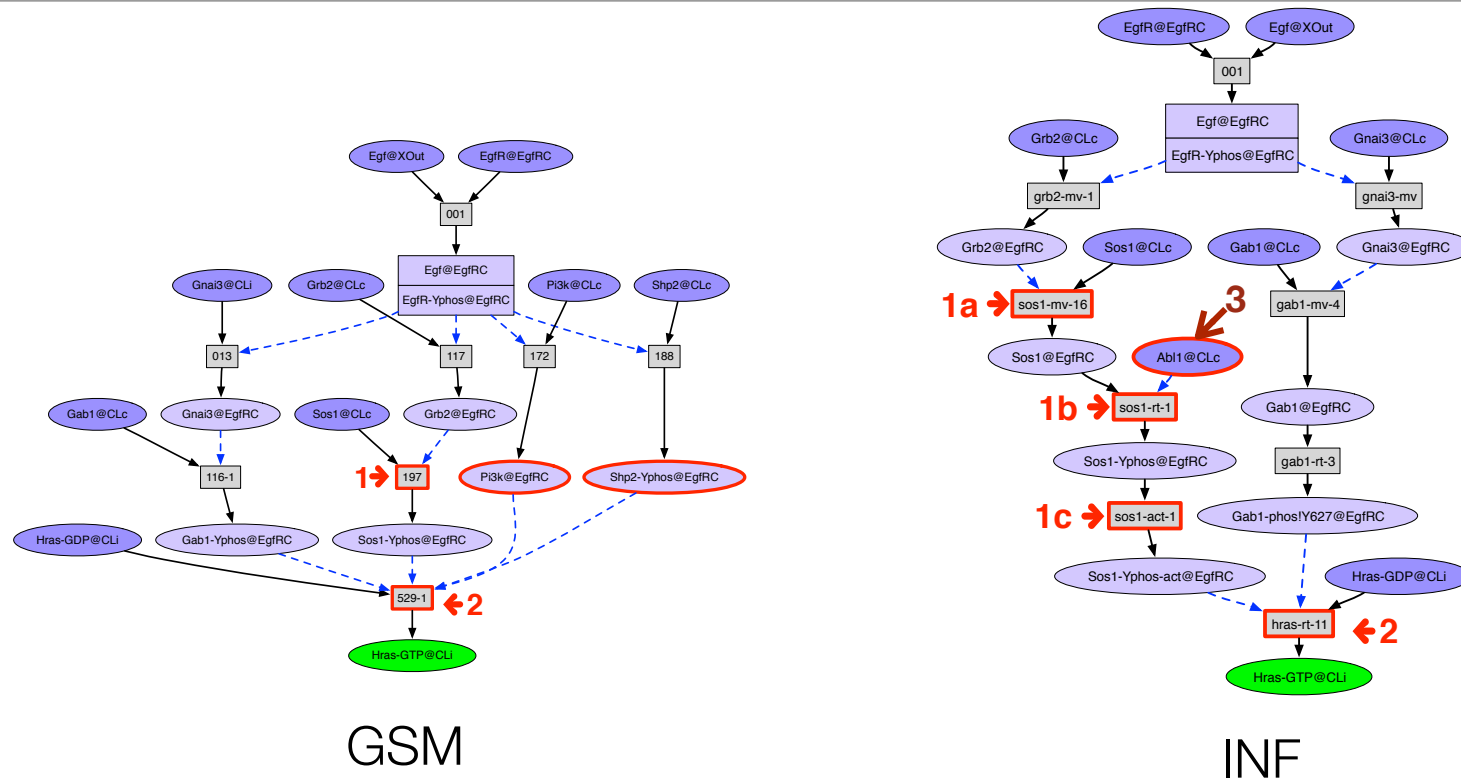 Egf@XOut
EgfR@EgfRC
001
Egf@EgfRC
EgfR-Yphos@EgfRC
Gnai3@CLi
Grb2@CLc
Pi3k@CLc
Shp2@CLc
013
117
172
188
Gab1@CLc
Gnai3@EgfRC
Sos1@CLc
Grb2@EgfRC
116-1
1
197
Pi3k@EgfRC
Shp2-Yphos@EgfRC
Hras-GDP@CLi
Gab1-Yphos@EgfRC
Sos1-Yphos@EgfRC
529-1
2
Hras-GTP@CLi
GSM
EgfR@EgfRC
Egf@XOut
001
Egf@EgfRC
EgfR-Yphos@EgfRC
Grb2@CLc
Gnai3@CLc
grb2-mv-1
gnai3-mv
Grb2@EgfRC
Sos1@CLc
Gab1@CLc
Gnai3@EgfRC
1a
sos1-mv-16
3
gab1-mv-4
Sos1@EgfRC
Abl1@CLc
1b
sos1-rt-1
Gab1@EgfRC
Sos1-Yphos@EgfRC
gab1-rt-3
1c
sos1-act-1
Gab1-phos!Y627@EgfRC
Sos1-Yphos-act@EgfRC
Hras-GDP@CLi
hras-rt-11
2
Hras-GTP@CLi
INF